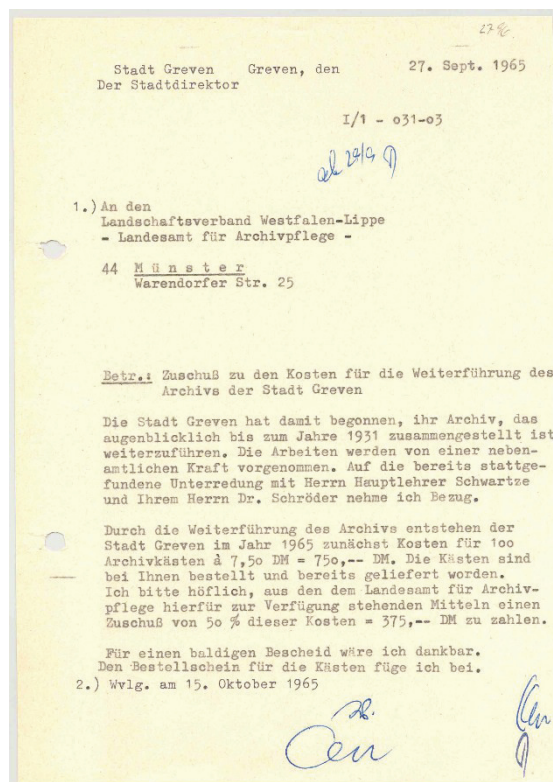 27/9.
Stadt Greven Greven, den 27. Sept. 1965
Der Stadtdirektor
I/1 - o31-o3
ab 29/9
1.) An den
Landschaftsverband Westfalen-Lippe
- Landesamt für Archivpflege -
44 M ü n s t e r
Warendorfer Str. 25
Betr.: Zuschuß zu den Kosten für die Weiterführung des
Archivs der Stadt Greven
Die Stadt Greven hat damit begonnen, ihr Archiv, das
augenblicklich bis zum Jahre 1931 zusammengestellt ist
weiterzuführen. Die Arbeiten werden von einer neben-
amtlichen Kraft vorgenommen. Auf die bereits stattge-
fundene Unterredung mit Herrn Hauptlehrer Schwartze
und Ihrem Herrn Dr. Schröder nehme ich Bezug.
Durch die Weiterführung des Archivs entstehen der
Stadt Greven im Jahr 1965 zunächst Kosten für 1oo
Archivkästen à 7,5o DM = 75o,-- DM. Die Kästen sind
bei Ihnen bestellt und bereits geliefert worden.
Ich bitte höflich, aus den dem Landesamt für Archiv-
pflege hierfür zur Verfügung stehenden Mitteln einen
Zuschuß von 5o % dieser Kosten = 375,-- DM zu zahlen.
Für einen baldigen Bescheid wäre ich dankbar.
Den Bestellschein für die Kästen füge ich bei.
2.) Wvlg. am 15. Oktober 1965